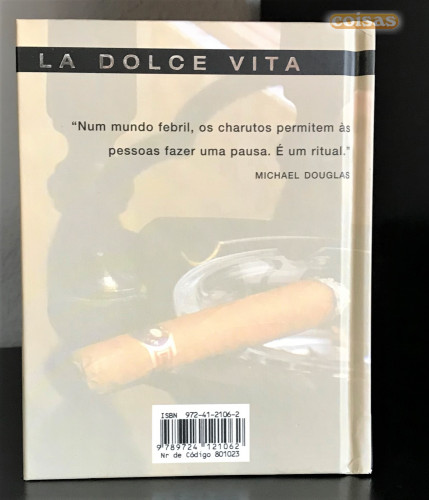 coisas
LA DOLCE VITA
“Num mundo febril, os charutos permitem às
pessoas fazer uma pausa. É um ritual.”
MICHAEL DOUGLAS
ISBN 972-41-2106-2
9 789724 121062
Nr de Código 801023